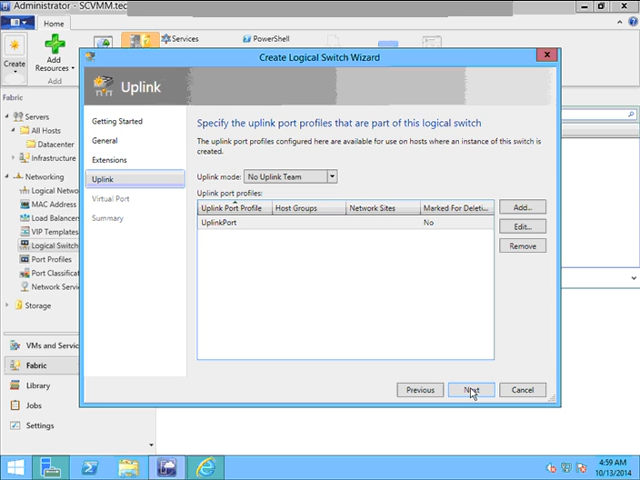 Administrator - SCVMM.tec
Home
Create
Add
Resources
Add
Services
PowerShell
Fabric
Servers
All Hosts
Datacenter
Infrastructure
Networking
Logical Netw
MAC Address
Load Balancers
VIP Templates
Logical Switch
Port Profiles
Port Classificat
Network Servic
Storage
VMs and Servic
Fabric
Library
Jobs
Settings
Create Logical Switch Wizard
Uplink
Getting Started
General
Extensions
Uplink
Virtual Port
Summary
Specify the uplink port profiles that are part of this logical switch
The uplink port profiles configured here are available for use on hosts where an instance of this switch is
created.
Uplink mode: No Uplink Team
Uplink port profiles:
Uplink Port Profile Host Groups Network Sites Marked For Deleti...
UplinkPort No
Add...
Edit...
Remove
Previous Next Cancel
4:59 AM
10/13/2014